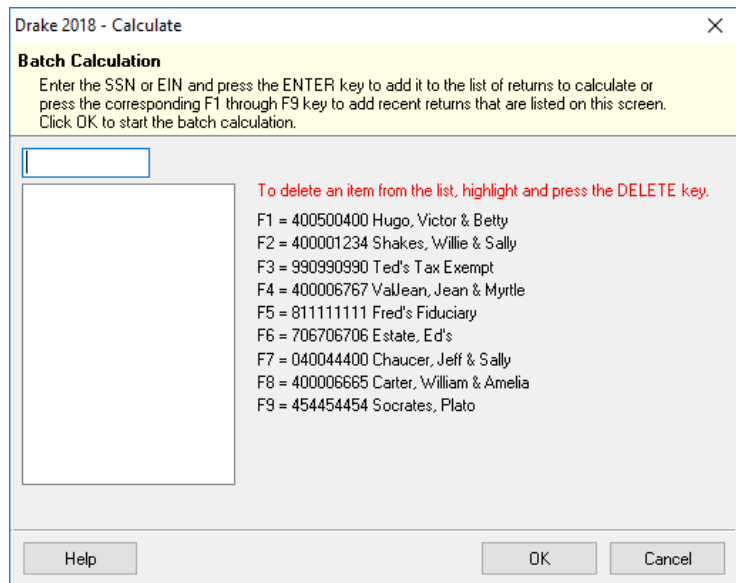 Drake 2018 - Calculate
Batch Calculation
Enter the SSN or EIN and press the ENTER key to add it to the list of returns to calculate or
press the corresponding F1 through F9 key to add recent returns that are listed on this screen.
Click OK to start the batch calculation.
To delete an item from the list, highlight and press the DELETE key.
F1 = 400500400 Hugo, Victor & Betty
F2 = 400001234 Shakes, Willie & Sally
F3 = 990990990 Ted's Tax Exempt
F4 = 400006767 ValJean, Jean & Myrtle
F5 = 811111111 Fred's Fiduciary
F6 = 706706706 Estate, Ed's
F7 = 040044400 Chaucer, Jeff & Sally
F8 = 400006665 Carter, William & Amelia
F9 = 454454454 Socrates, Plato
Help
OK
Cancel